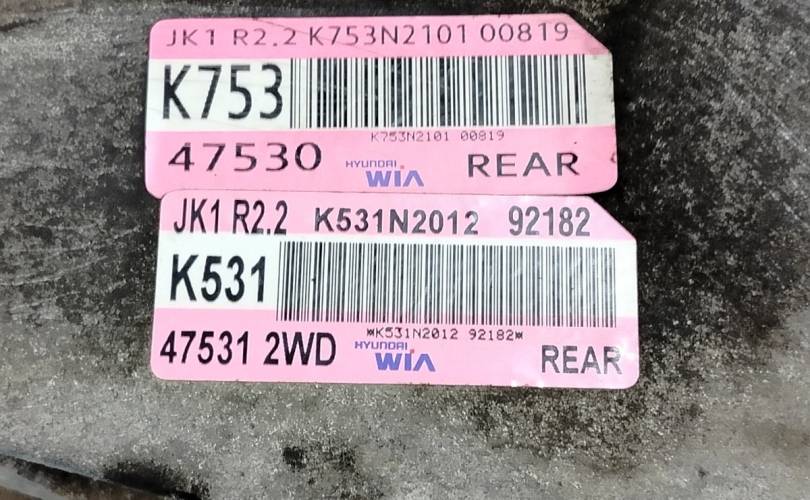 JK1 R2.2 K753N2101 00819
K753
K753N2101 00819
47530 HYUNDAI WIA REAR
JK1 R2.2 K531N2012 92182
K531
*K531N2012 92182*
47531 2WD HYUNDAI WIA REAR